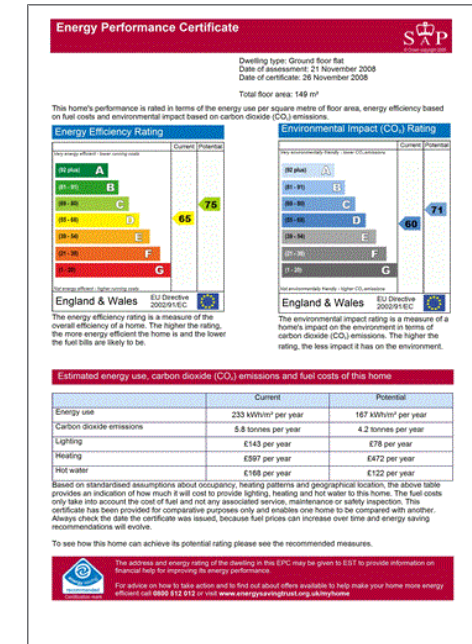 Energy Performance Certificate
SAP
Dwelling type: Ground floor flat
Date of assessment: 21 November 2008
Date of certificate: 28 November 2008
Total floor area: 149 m²
This home's performance is rated in terms of the energy use per square metre of floor area, energy efficiency based
on fuel costs and environmental impact based on carbon dioxide (CO₂) emissions.
Energy Efficiency Rating
Current Potential
Very energy efficient - lower running costs
(92 plus) A
(81 - 91) B
(69 - 80) C
75
(55 - 68) D
65
(39 - 54) E
(21 - 38) F
(1 - 20) G
Not energy efficient - higher running costs
England & Wales
EU Directive
2002/91/EC
The energy efficiency rating is a measure of the
overall efficiency of a home. The higher the rating,
the more energy efficient the home is and the lower
the fuel bills are likely to be.
Environmental Impact (CO₂) Rating
Current Potential
Very environmentally friendly - lower CO₂ emissions
(92 plus) A
(81 - 91) B
(69 - 80) C
71
(55 - 68) D
60
(39 - 54) E
(21 - 38) F
(1 - 20) G
Not environmentally friendly - higher CO₂ emissions
England & Wales
EU Directive
2002/91/EC
The environmental impact rating is a measure of a
home's impact on the environment in terms of
carbon dioxide (CO₂) emissions. The higher the
rating, the less impact it has on the environment.
Estimated energy use, carbon dioxide (CO₂) emissions and fuel costs of this home
Current Potential
Energy use 233 kWh/m² per year 167 kWh/m² per year
Carbon dioxide emissions 5.8 tonnes per year 4.2 tonnes per year
Lighting £143 per year £78 per year
Heating £697 per year £472 per year
Hot water £168 per year £122 per year
Based on standardised assumptions about occupancy, heating patterns and geographical location, the above table
provides an indication of how much it will cost to provide lighting, heating and hot water to this home. The fuel costs
only take into account the cost of fuel and not any associated service, maintenance or safety inspection. This
certificate has been provided for comparative purposes only and enables one home to be compared with another.
Always check the date the certificate was issued, because fuel prices can increase over time and energy saving
recommendations will evolve.
To see how this home can achieve its potential rating please see the recommended measures.
energy saving
recommended
Certification mark
The address and energy rating of the dwelling in this EPC may be given to EST to provide information on
financial help for improving its energy performance.
For advice on how to take action and to find out about offers available to help make your home more energy
efficient call 0800 512 012 or visit www.energysavingtrust.org.uk/myhome